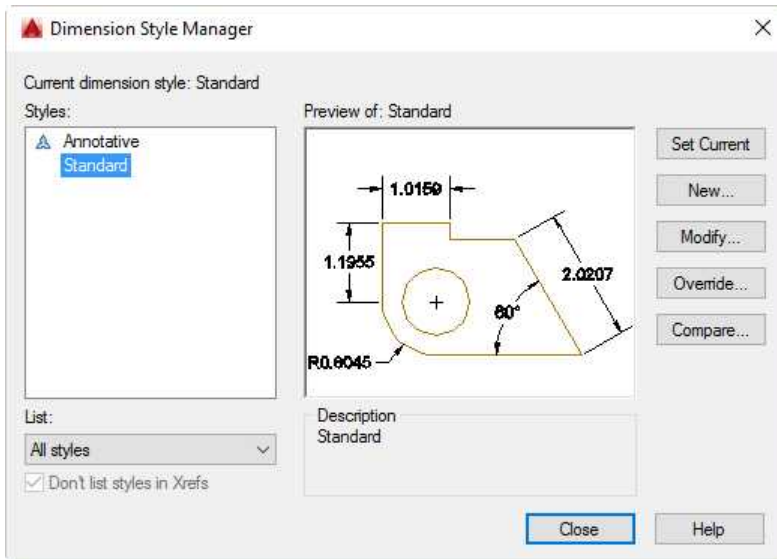 Dimension Style Manager
Current dimension style: Standard
Styles:
Annotative
Standard
Preview of: Standard
1.0159
1.1955
2.0207
60°
R0.8045
Set Current
New...
Modify...
Override...
Compare...
List:
All styles
Don't list styles in Xrefs
Description
Standard
Close
Help